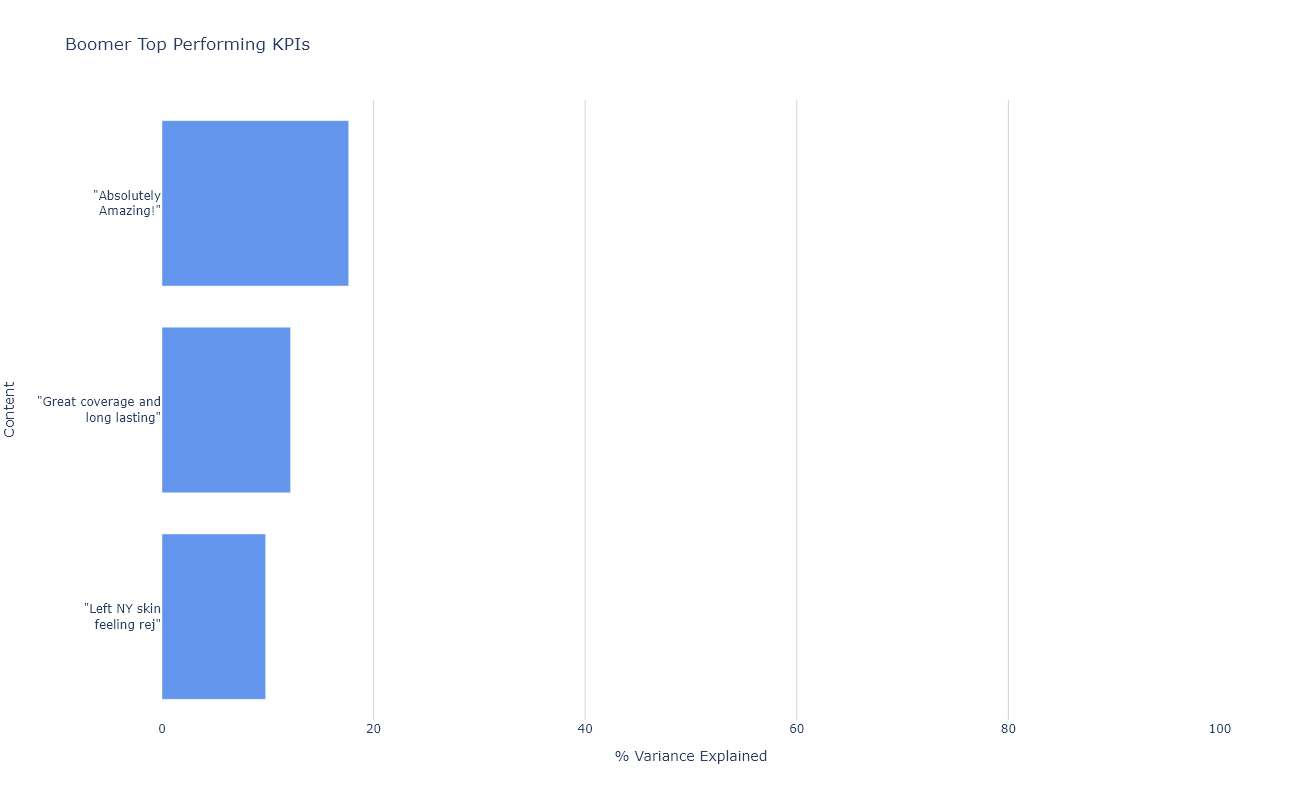 Boomer Top Performing KPIs
"Absolutely
Amazing!"
"Great coverage and
long lasting"
"Left NY skin
feeling rej"
Content
0 20 40 60 80 100
% Variance Explained